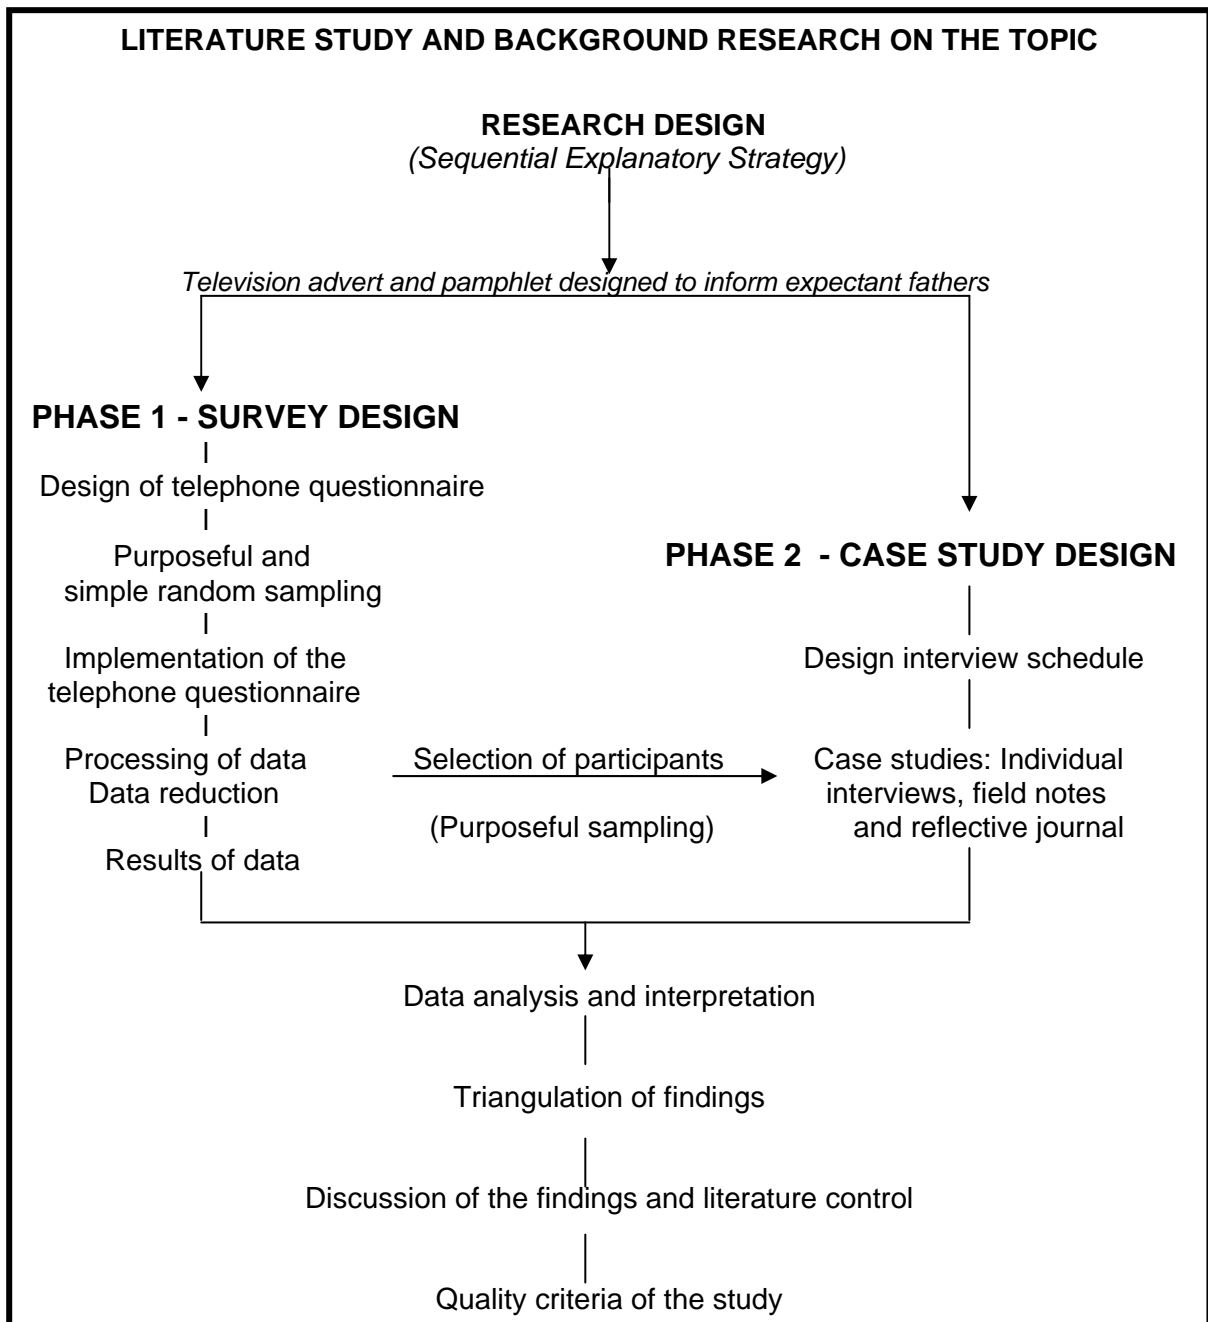 LITERATURE STUDY AND BACKGROUND RESEARCH ON THE TOPIC
RESEARCH DESIGN
(Sequential Explanatory Strategy)
Television advert and pamphlet designed to inform expectant fathers
PHASE 1 - SURVEY DESIGN
Design of telephone questionnaire
Purposeful and
simple random sampling
Implementation of the
telephone questionnaire
Processing of data
Data reduction
Results of data
Selection of participants
(Purposeful sampling)
PHASE 2 - CASE STUDY DESIGN
Design interview schedule
Case studies: Individual
interviews, field notes
and reflective journal
Data analysis and interpretation
Triangulation of findings
Discussion of the findings and literature control
Quality criteria of the study